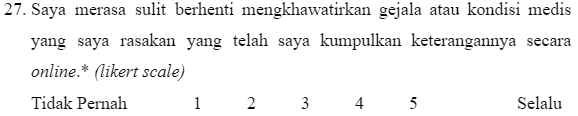 27. Saya merasa sulit berhenti mengkhawatirkan gejala atau kondisi medis
yang saya rasakan yang telah saya kumpulkan keterangannya secara
online.* (likert scale)
Tidak Pernah 1 2 3 4 5 Selalu